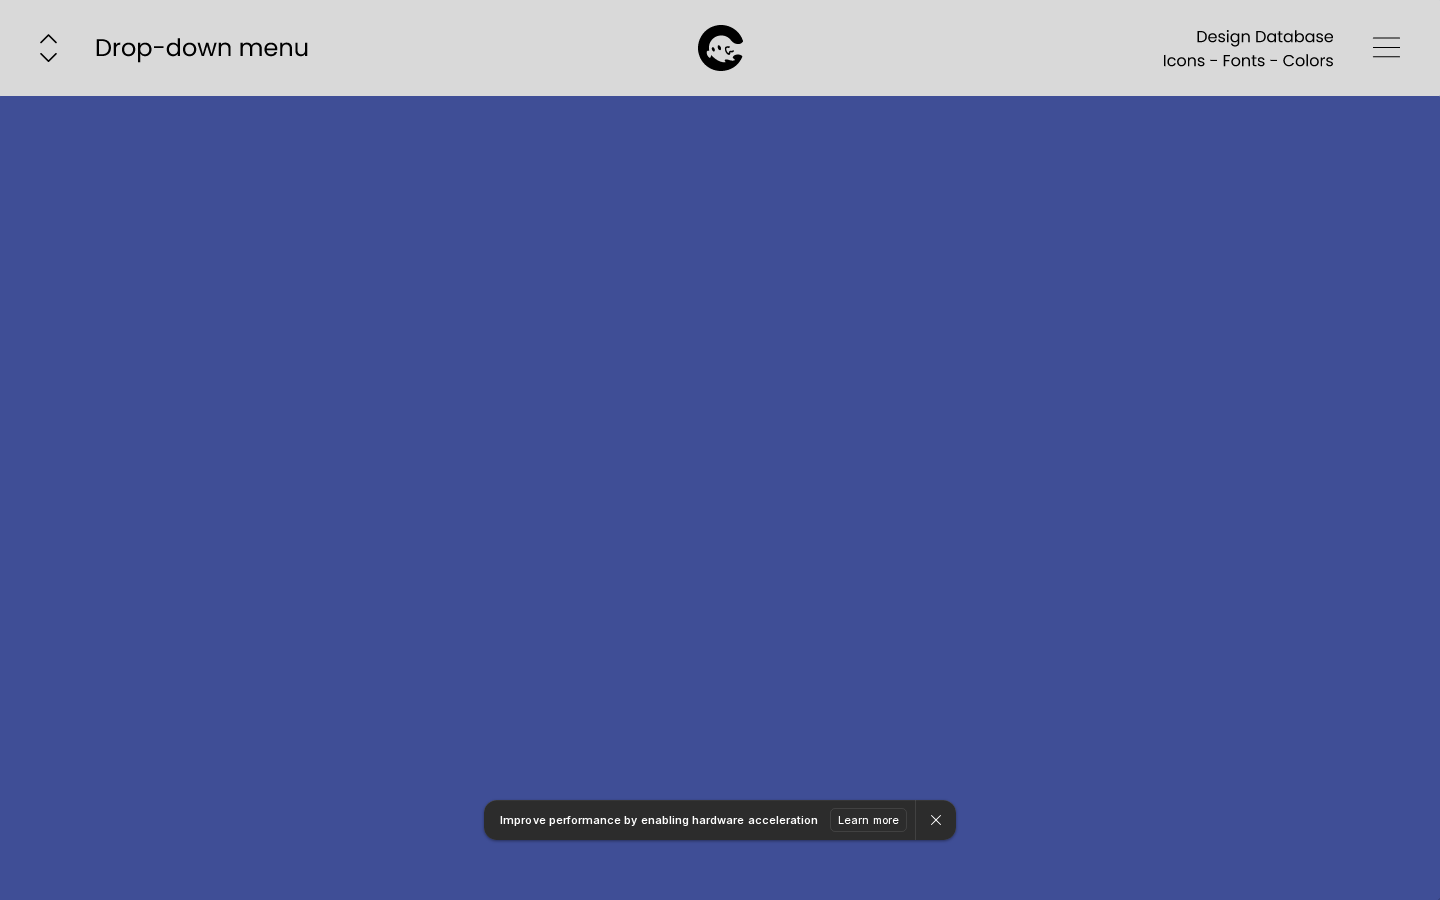 Drop-down menu
Design Database
Icons - Fonts - Colors
Improve performance by enabling hardware acceleration
Learn more